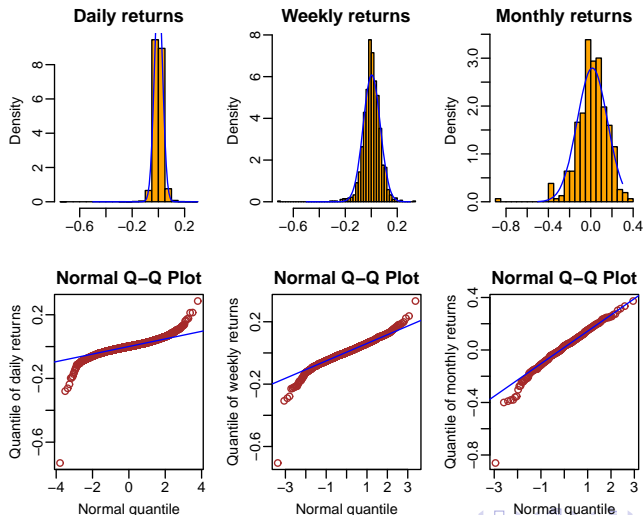 Daily returns
Weekly returns
Monthly returns
Density
0 2 4 6 8
−0.6 −0.2 0.2
Density
0 2 4 6 8
−0.6 −0.2 0.2
Density
0.0 1.0 2.0 3.0
−0.8 −0.4 0.0 0.4
Normal Q−Q Plot
Normal Q−Q Plot
Normal Q−Q Plot
Quantile of daily returns
−0.6 −0.2 0.2
−4 −2 0 2 4
Normal quantile
Quantile of weekly returns
−0.6 −0.2 0.2
−3 −1 0 1 2 3
Normal quantile
Quantile of monthly returns
−0.8 −0.4 0.0 0.4
−3 −1 0 1 2 3
Normal quantile